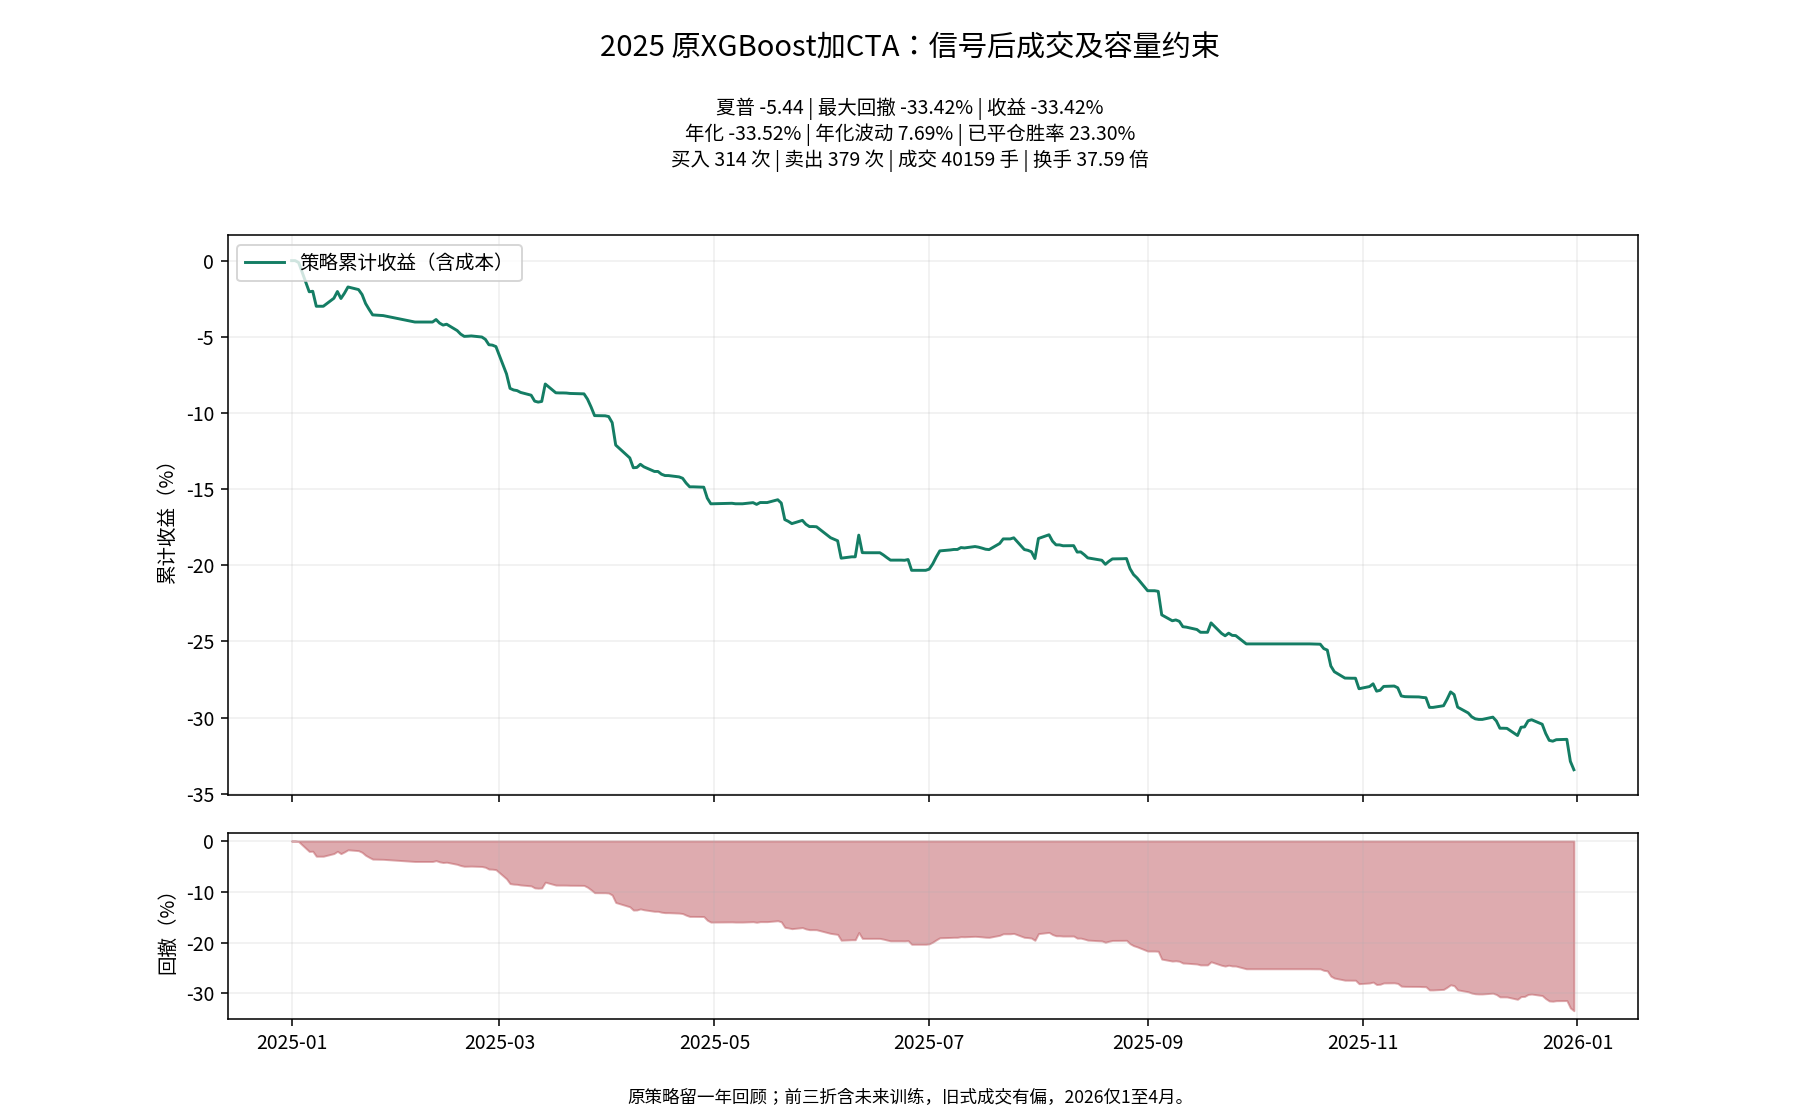 2025 原XGBoost加CTA：信号后成交及容量约束
夏普 -5.44 | 最大回撤 -33.42% | 收益 -33.42%
年化 -33.52% | 年化波动 7.69% | 已平仓胜率 23.30%
买入 314 次 | 卖出 379 次 | 成交 40159 手 | 换手 37.59 倍
策略累计收益（含成本）
累计收益（%）
0
-5
-10
-15
-20
-25
-30
-35
回撤（%）
0
-10
-20
-30
2025-01
2025-03
2025-05
2025-07
2025-09
2025-11
2026-01
原策略留一年回顾；前三折含未来训练，旧式成交有偏，2026仅1至4月。